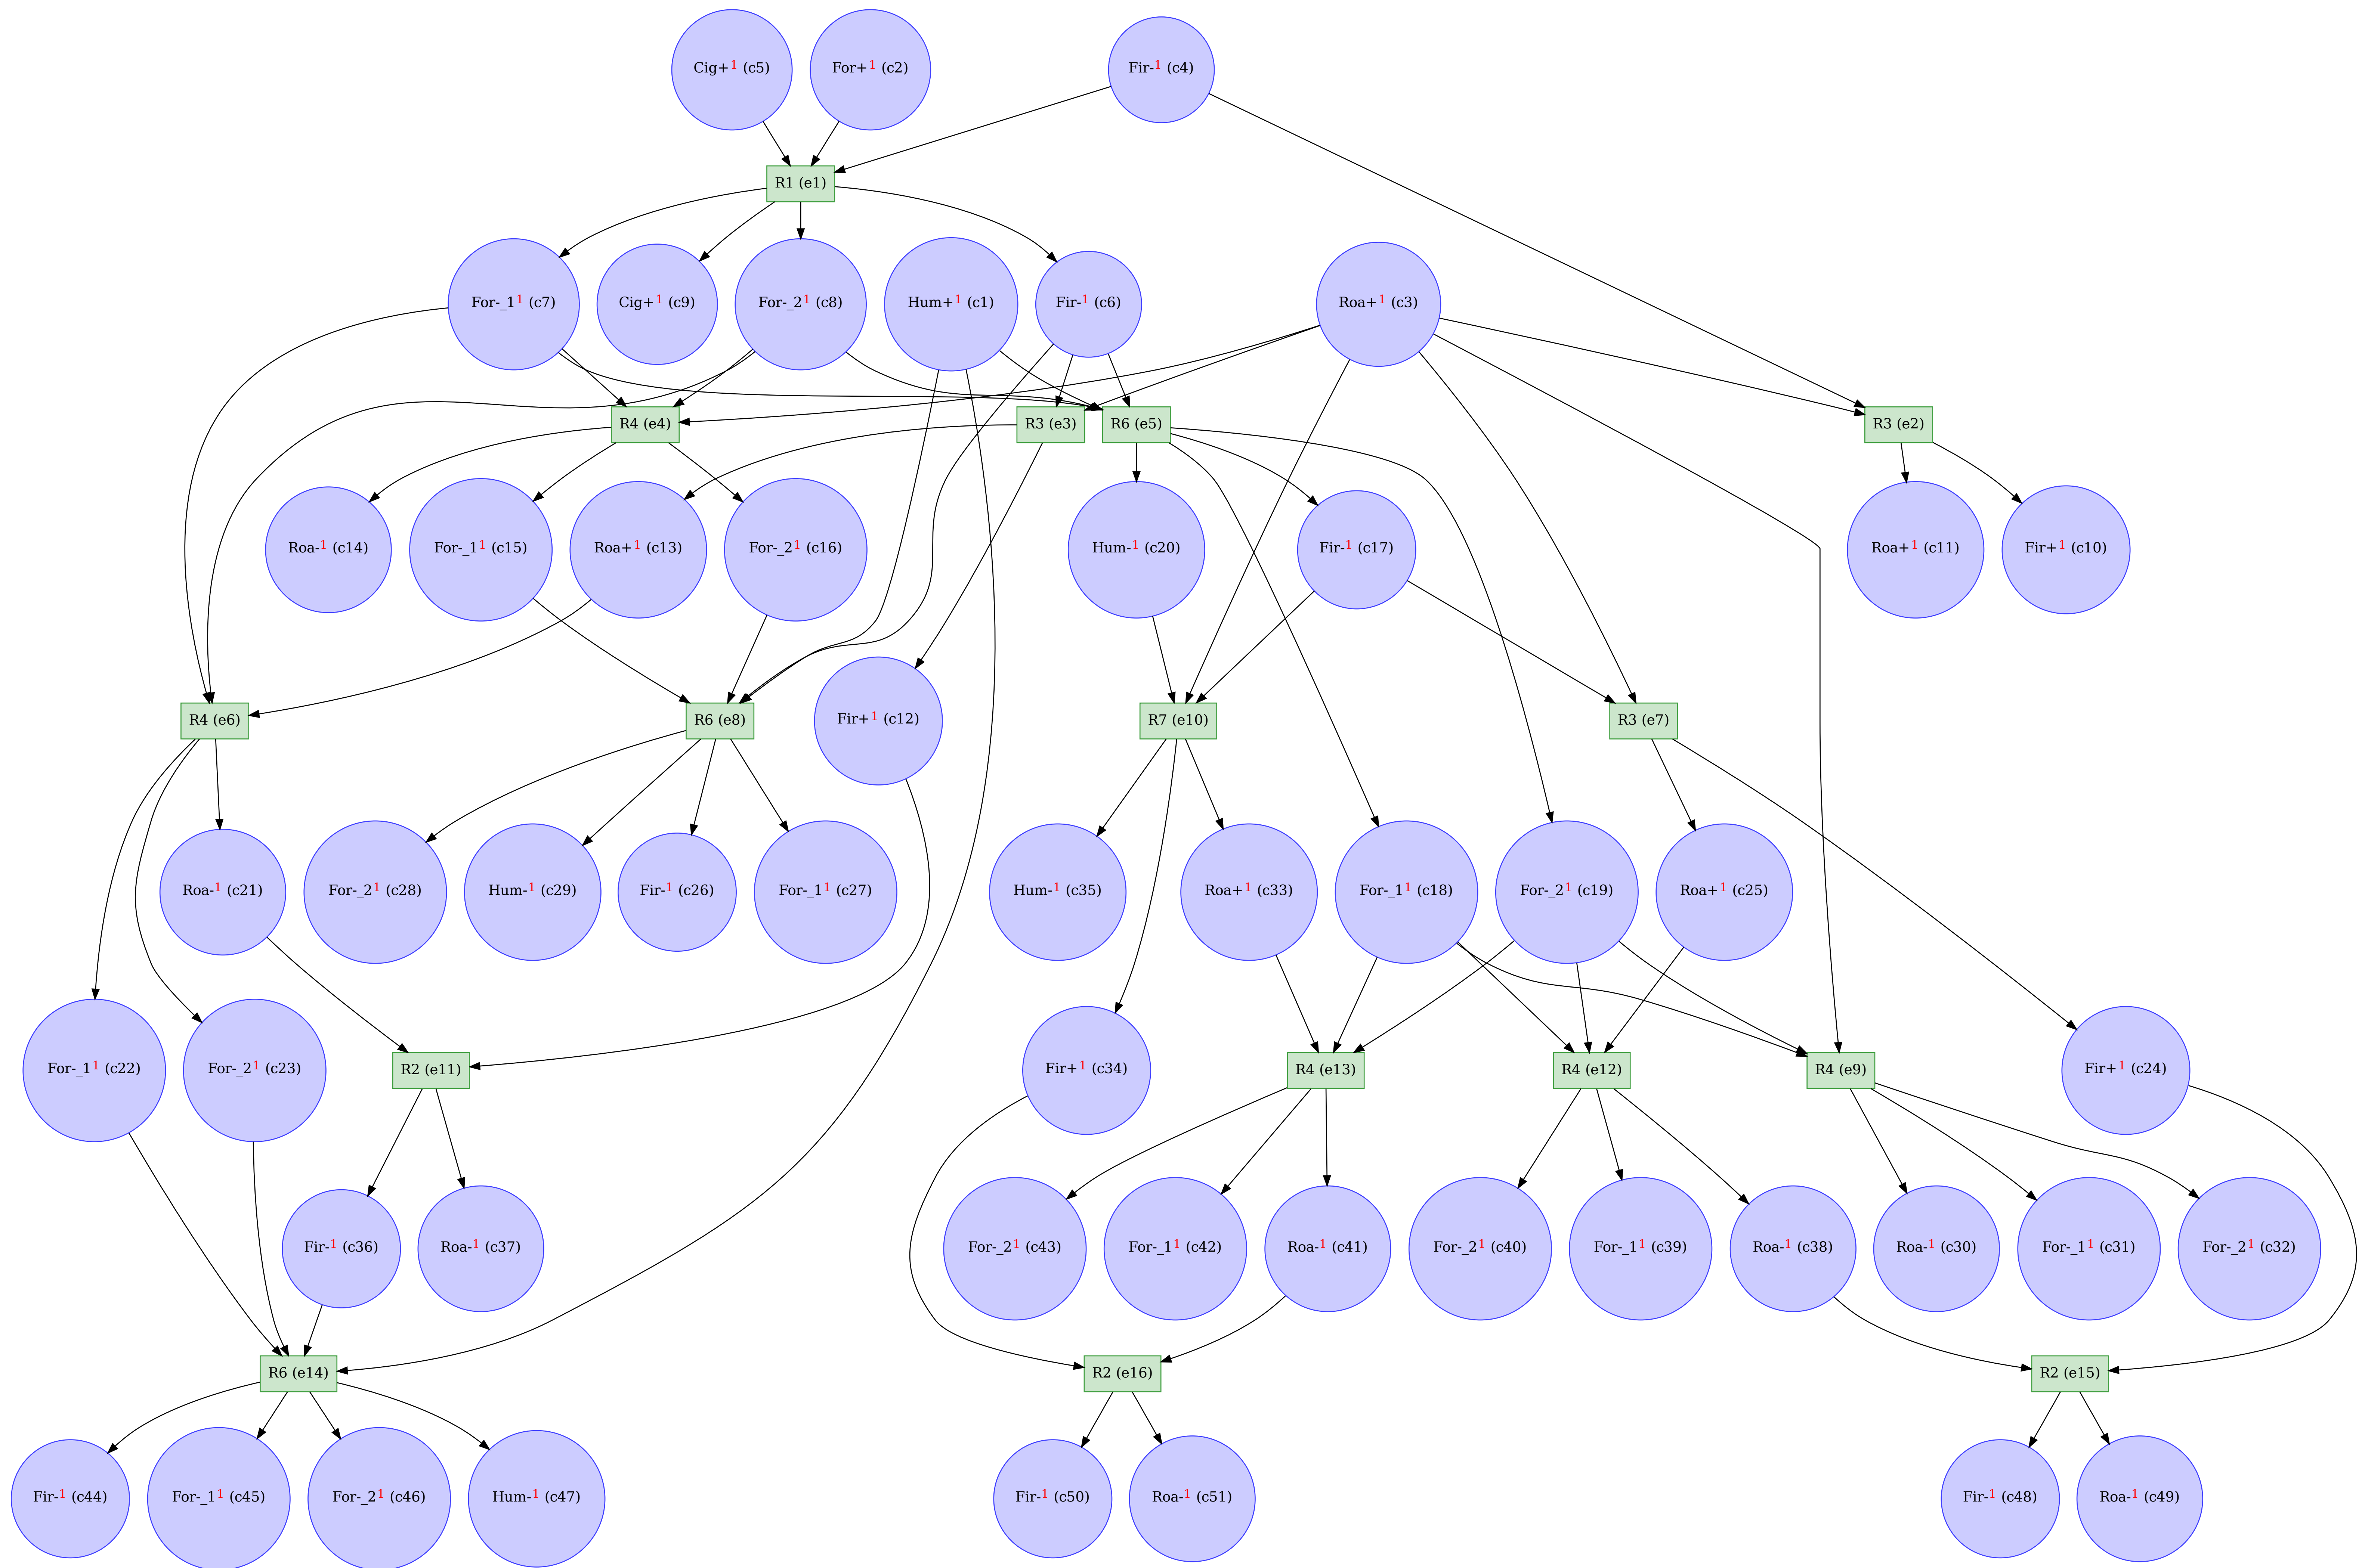 Cig+¹ (c5)
For+¹ (c2)
Fir-¹ (c4)
R1 (e1)
For-_1¹ (c7)
Cig+¹ (c9)
For-_2¹ (c8)
Hum+¹ (c1)
Fir-¹ (c6)
Roa+¹ (c3)
R4 (e4)
R3 (e3)
R6 (e5)
R3 (e2)
Roa-¹ (c14)
For-_1¹ (c15)
Roa+¹ (c13)
For-_2¹ (c16)
Hum-¹ (c20)
Fir-¹ (c17)
Roa+¹ (c11)
Fir+¹ (c10)
R4 (e6)
R6 (e8)
Fir+¹ (c12)
R7 (e10)
R3 (e7)
Roa-¹ (c21)
For-_2¹ (c28)
Hum-¹ (c29)
Fir-¹ (c26)
For-_1¹ (c27)
Hum-¹ (c35)
Roa+¹ (c33)
For-_1¹ (c18)
For-_2¹ (c19)
Roa+¹ (c25)
For-_1¹ (c22)
For-_2¹ (c23)
R2 (e11)
Fir+¹ (c34)
R4 (e13)
R4 (e12)
R4 (e9)
Fir+¹ (c24)
Fir-¹ (c36)
Roa-¹ (c37)
For-_2¹ (c43)
For-_1¹ (c42)
Roa-¹ (c41)
For-_2¹ (c40)
For-_1¹ (c39)
Roa-¹ (c38)
Roa-¹ (c30)
For-_1¹ (c31)
For-_2¹ (c32)
R6 (e14)
R2 (e16)
R2 (e15)
Fir-¹ (c44)
For-_1¹ (c45)
For-_2¹ (c46)
Hum-¹ (c47)
Fir-¹ (c50)
Roa-¹ (c51)
Fir-¹ (c48)
Roa-¹ (c49)